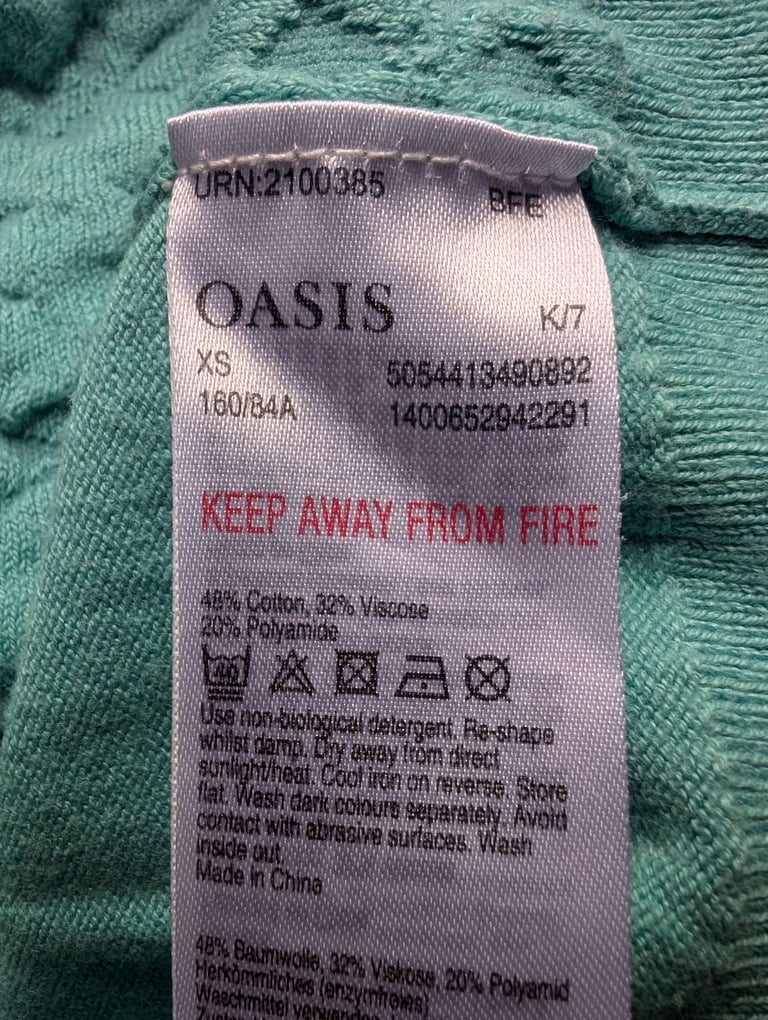 URN:2100385 BFE
OASIS K/7
XS 5054413490892
160/84A 1400652942291
KEEP AWAY FROM FIRE
48% Cotton, 32% Viscose
20% Polyamide
40
Use non-biological detergent. Re-shape
whilst damp. Dry away from direct
sunlight/heat. Cool iron on reverse. Store
flat. Wash dark colours separately. Avoid
contact with abrasive surfaces. Wash
inside out
Made in China
48% Baumwolle, 32% Viskose, 20% Polyamid
Herkömmliches (enzymfreies)
Waschmittel verwenden.